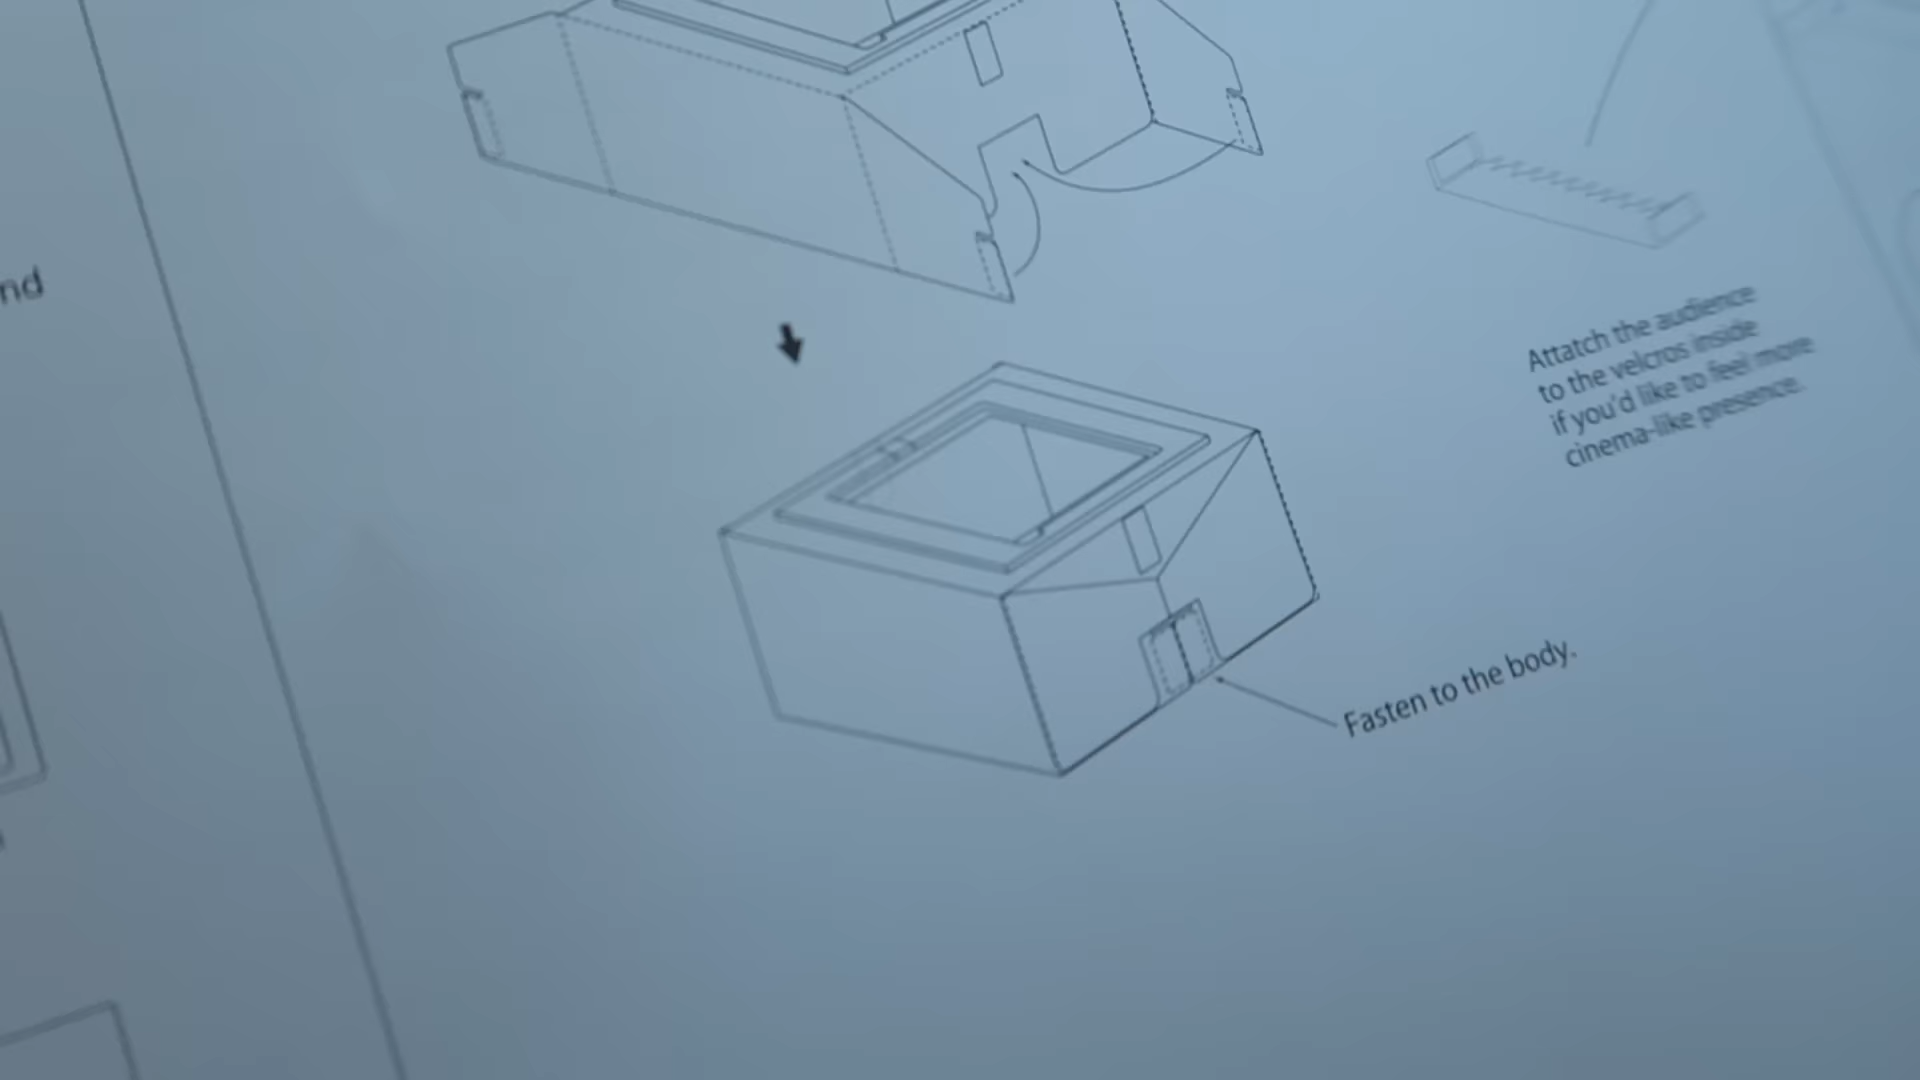 nd
Attatch the audience
to the velcros inside
if you'd like to feel more
cinema-like presence.
Fasten to the body.